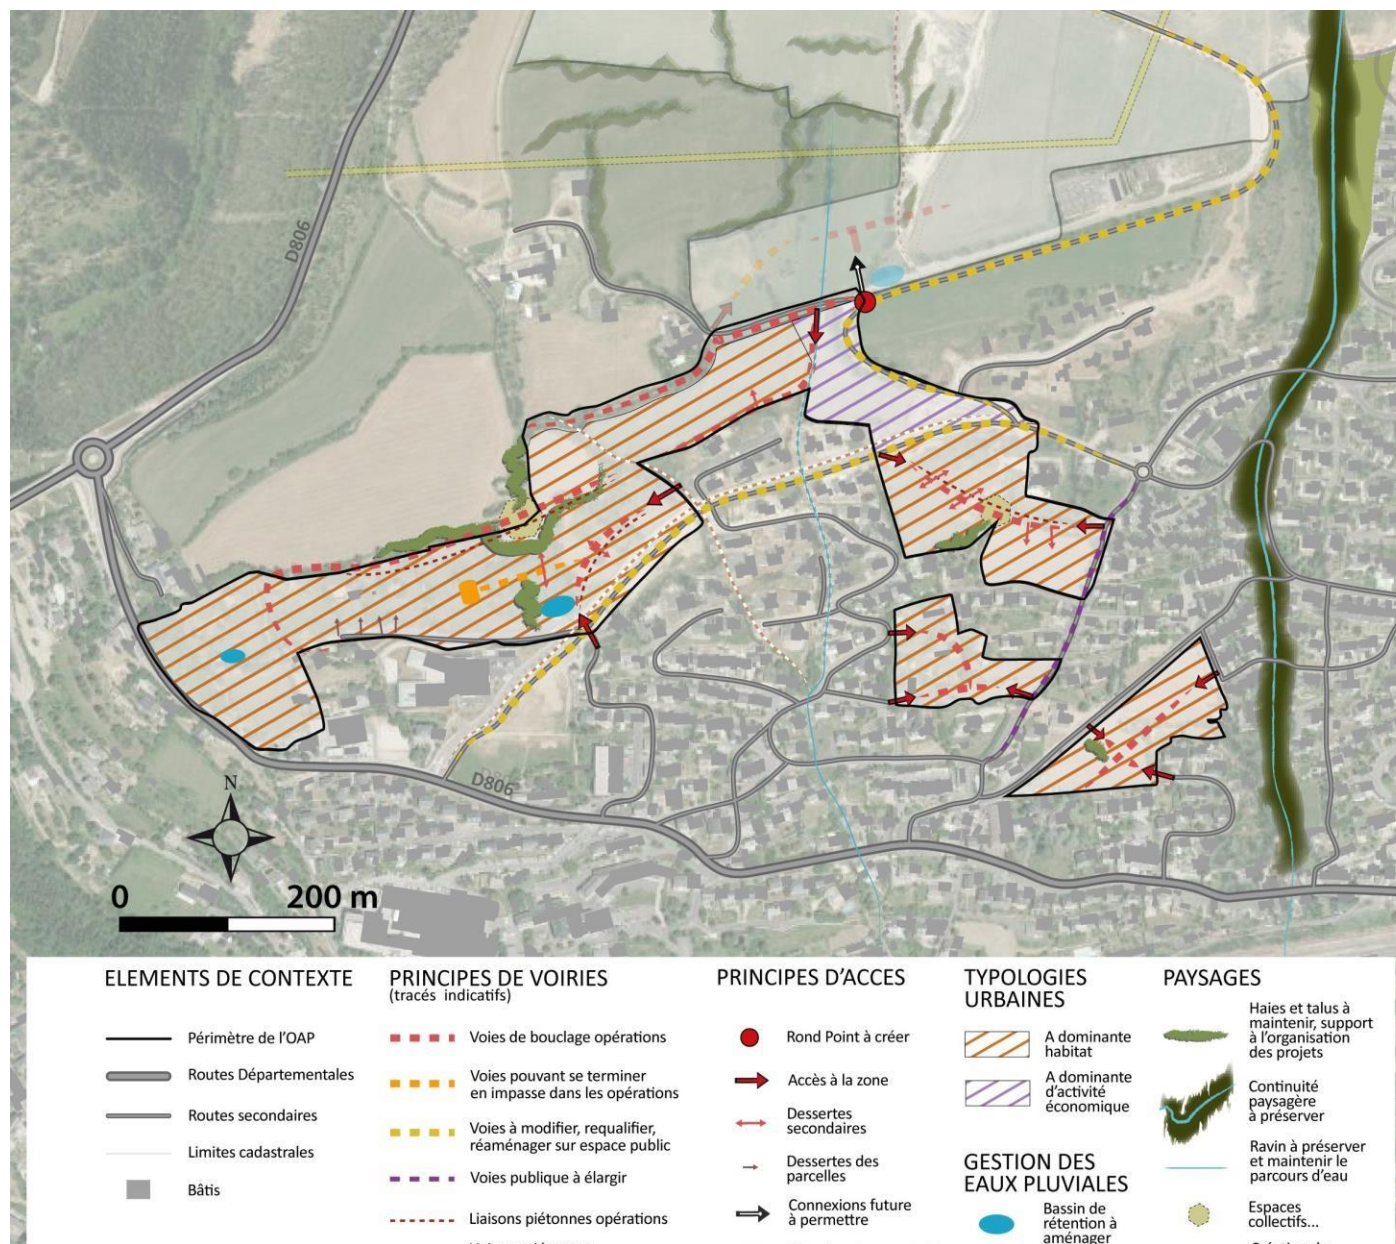 D806
D806
N
0 200 m
ELEMENTS DE CONTEXTE
Périmètre de l'OAP
Routes Départementales
Routes secondaires
Limites cadastrales
Bâtis
PRINCIPES DE VOIRIES
(tracés indicatifs)
Voies de bouclage opérations
Voies pouvant se terminer
en impasse dans les opérations
Voies à modifier, requalifier,
réaménager sur espace public
Voies publique à élargir
Liaisons piétonnes opérations
PRINCIPES D'ACCES
Rond Point à créer
Accès à la zone
Dessertes
secondaires
Dessertes des
parcelles
Connexions future
à permettre
TYPOLOGIES
URBAINES
A dominante
habitat
A dominante
d'activité
économique
GESTION DES
EAUX PLUVIALES
Bassin de
rétention à
aménager
PAYSAGES
Haies et talus à
maintenir, support
à l'organisation
des projets
Continuité
paysagère
à préserver
Ravin à préserver
et maintenir le
parcours d'eau
Espaces
collectifs...